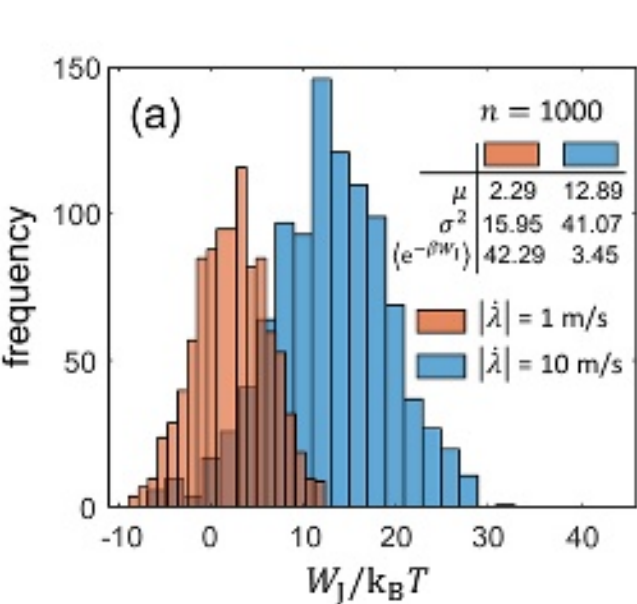 (a)
n = 1000
μ 2.29 12.89
σ² 15.95 41.07
⟨e^{-βW_J}⟩ 42.29 3.45
|λ̇| = 1 m/s
|λ̇| = 10 m/s
frequency
150
100
50
0
-10 0 10 20 30 40
W_J/k_BT